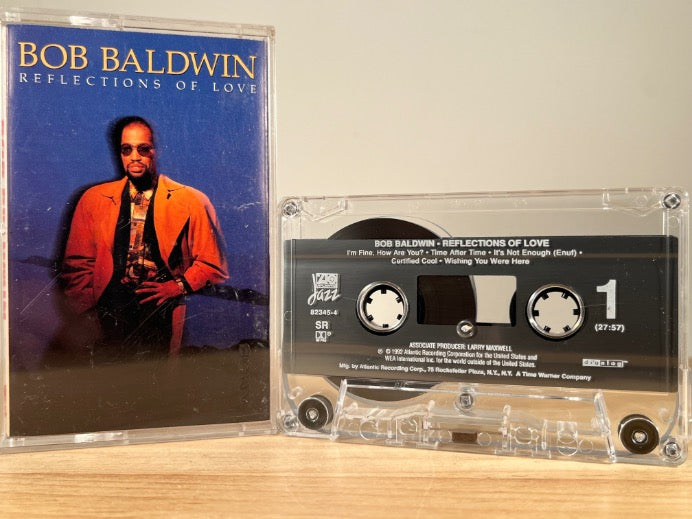 BOB BALDWIN
REFLECTIONS OF LOVE
BOB BALDWIN - REFLECTIONS OF LOVE
I'm Fine, How Are You? • Time After Time • It's Not Enough (Enuf) •
Curtified Cool • Wishing You Were Here
Jazz
82345-4
SR
1
(27:57)
ASSOCIATE PRODUCER: LARRY MAXWELL
℗ © 1992 Atlantic Recording Corporation for the United States and
WEA International Inc. for the world outside of the United States.
Mfg. by Atlantic Recording Corp., 75 Rockefeller Plaza, N.Y., N.Y. A Time Warner Company